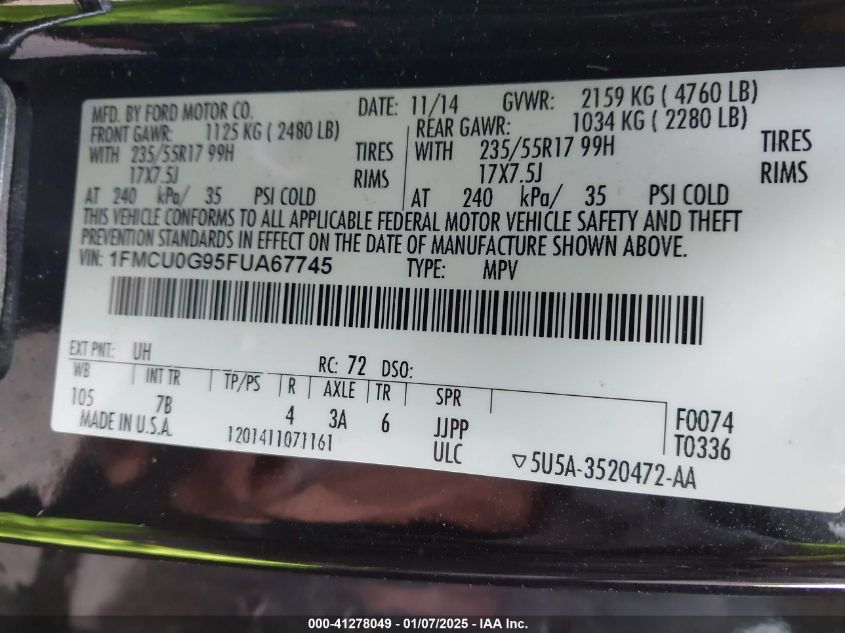 MFD. BY FORD MOTOR CO. DATE: 11/14 GVWR: 2159 KG ( 4760 LB)
FRONT GAWR: 1125 KG ( 2480 LB) REAR GAWR: 1034 KG ( 2280 LB)
WITH 235/55R17 99H TIRES WITH 235/55R17 99H TIRES
17X7.5J RIMS 17X7.5J RIMS
AT 240 kPa/ 35 PSI COLD AT 240 kPa/ 35 PSI COLD
THIS VEHICLE CONFORMS TO ALL APPLICABLE FEDERAL MOTOR VEHICLE SAFETY AND THEFT
PREVENTION STANDARDS IN EFFECT ON THE DATE OF MANUFACTURE SHOWN ABOVE.
VIN: 1FMCU0G95FUA67745 TYPE: MPV
EXT PNT: UH RC: 72 DSO:
WB INT TR TP/PS R AXLE TR SPR
105 7B 4 3A 6 JJPP F0074
MADE IN U.S.A. 1201411071161 ULC T0336
▽5U5A-3520472-AA
000-41278049 — 01/07/2025 — IAA Inc.